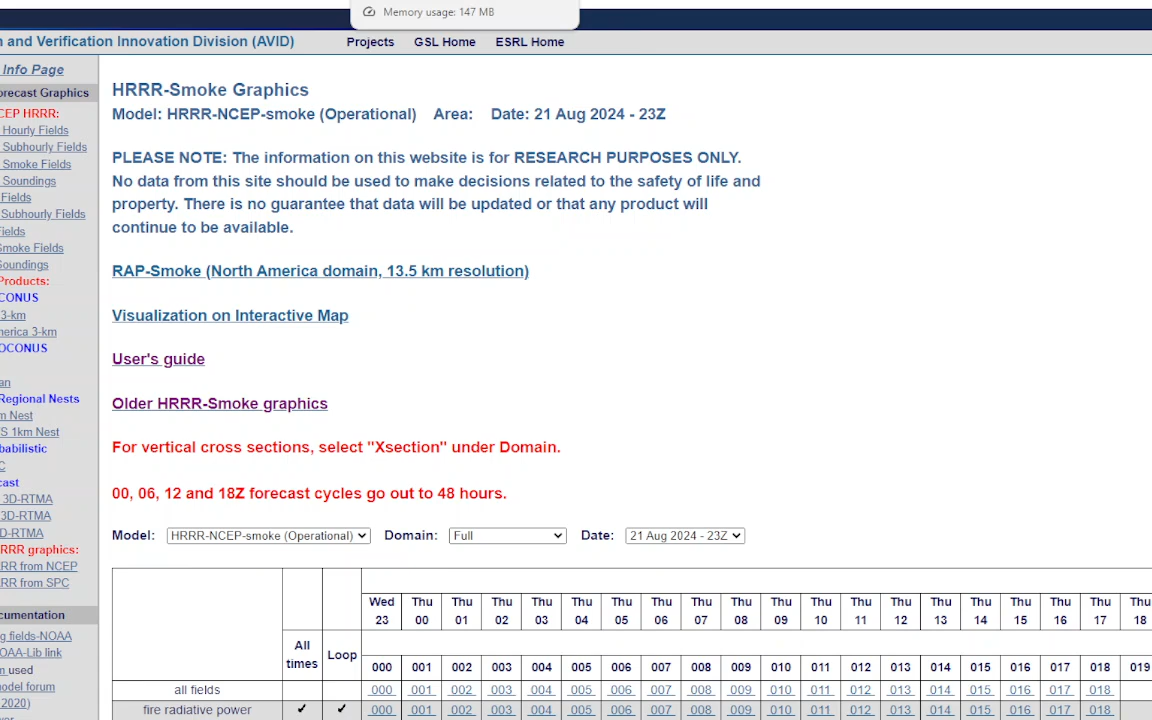 Memory usage: 147 MB
and Verification Innovation Division (AVID) Projects GSL Home ESRL Home
Info Page
orecast Graphics
CEP HRRR:
Hourly Fields
Subhourly Fields
Smoke Fields
Soundings
Fields
Subhourly Fields
ields
Smoke Fields
Soundings
Products:
CONUS
3-km
merica 3-km
OCONUS
an
Regional Nests
m Nest
S 1km Nest
babilistic
C
cast
3D-RTMA
3D-RTMA
D-RTMA
RRR graphics:
RR from NCEP
RR from SPC
cumentation
g fields-NOAA
OAA-Lib link
m used
model forum
2020)
HRRR-Smoke Graphics
Model: HRRR-NCEP-smoke (Operational) Area: Date: 21 Aug 2024 - 23Z
PLEASE NOTE: The information on this website is for RESEARCH PURPOSES ONLY.
No data from this site should be used to make decisions related to the safety of life and
property. There is no guarantee that data will be updated or that any product will
continue to be available.
RAP-Smoke (North America domain, 13.5 km resolution)
Visualization on Interactive Map
User's guide
Older HRRR-Smoke graphics
For vertical cross sections, select "Xsection" under Domain.
00, 06, 12 and 18Z forecast cycles go out to 48 hours.
Model: HRRR-NCEP-smoke (Operational) Domain: Full Date: 21 Aug 2024 - 23Z
Wed Thu Thu Thu Thu Thu Thu Thu Thu Thu Thu Thu Thu Thu Thu Thu Thu Thu Thu Thu
23 00 01 02 03 04 05 06 07 08 09 10 11 12 13 14 15 16 17 18
All times Loop 000 001 002 003 004 005 006 007 008 009 010 011 012 013 014 015 016 017 018 019
all fields 000 001 002 003 004 005 006 007 008 009 010 011 012 013 014 015 016 017 018
fire radiative power ✓ ✓ 000 001 002 003 004 005 006 007 008 009 010 011 012 013 014 015 016 017 018